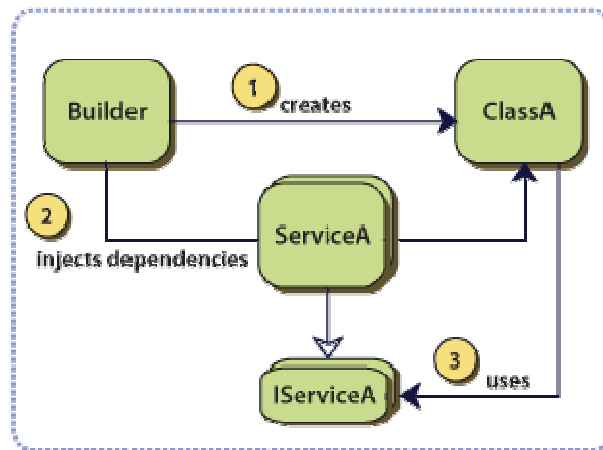 Builder
1
creates
ClassA
2
injects dependencies
ServiceA
IServiceA
3
uses